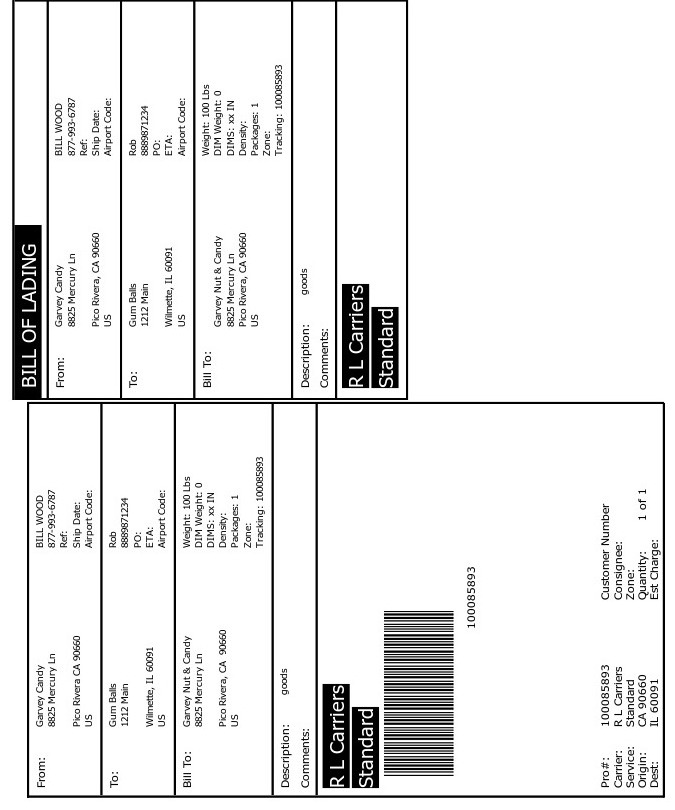 BILL OF LADING
From:
Garvey Candy
8825 Mercury Ln
Pico Rivera, CA 90660
US
BILL WOOD
877-993-6787
Ref:
Ship Date:
Airport Code:
To:
Gum Balls
1212 Main
Wilmette, IL 60091
US
Rob
8889871234
PO:
ETA:
Airport Code:
Bill To:
Garvey Nut & Candy
8825 Mercury Ln
Pico Rivera, CA 90660
US
Weight: 100 Lbs
DIM Weight: 0
DIMS: xx IN
Density:
Packages: 1
Zone:
Tracking: 100085893
Description: goods
Comments:
R L Carriers
Standard
From:
Garvey Candy
8825 Mercury Ln
Pico Rivera CA 90660
US
BILL WOOD
877-993-6787
Ref:
Ship Date:
Airport Code:
To:
Gum Balls
1212 Main
Wilmette, IL 60091
US
Rob
8889871234
PO:
ETA:
Airport Code:
Bill To:
Garvey Nut & Candy
8825 Mercury Ln
Pico Rivera, CA 90660
US
Weight: 100 Lbs
DIM Weight: 0
DIMS: xx IN
Density:
Packages: 1
Zone:
Tracking: 100085893
Description: goods
Comments:
R L Carriers
Standard
100085893
Pro#: 100085893 Customer Number
Carrier: R L Carriers Consignee:
Service: Standard Zone:
Origin: CA 90660 Quantity: 1 of 1
Dest: IL 60091 Est Charge: